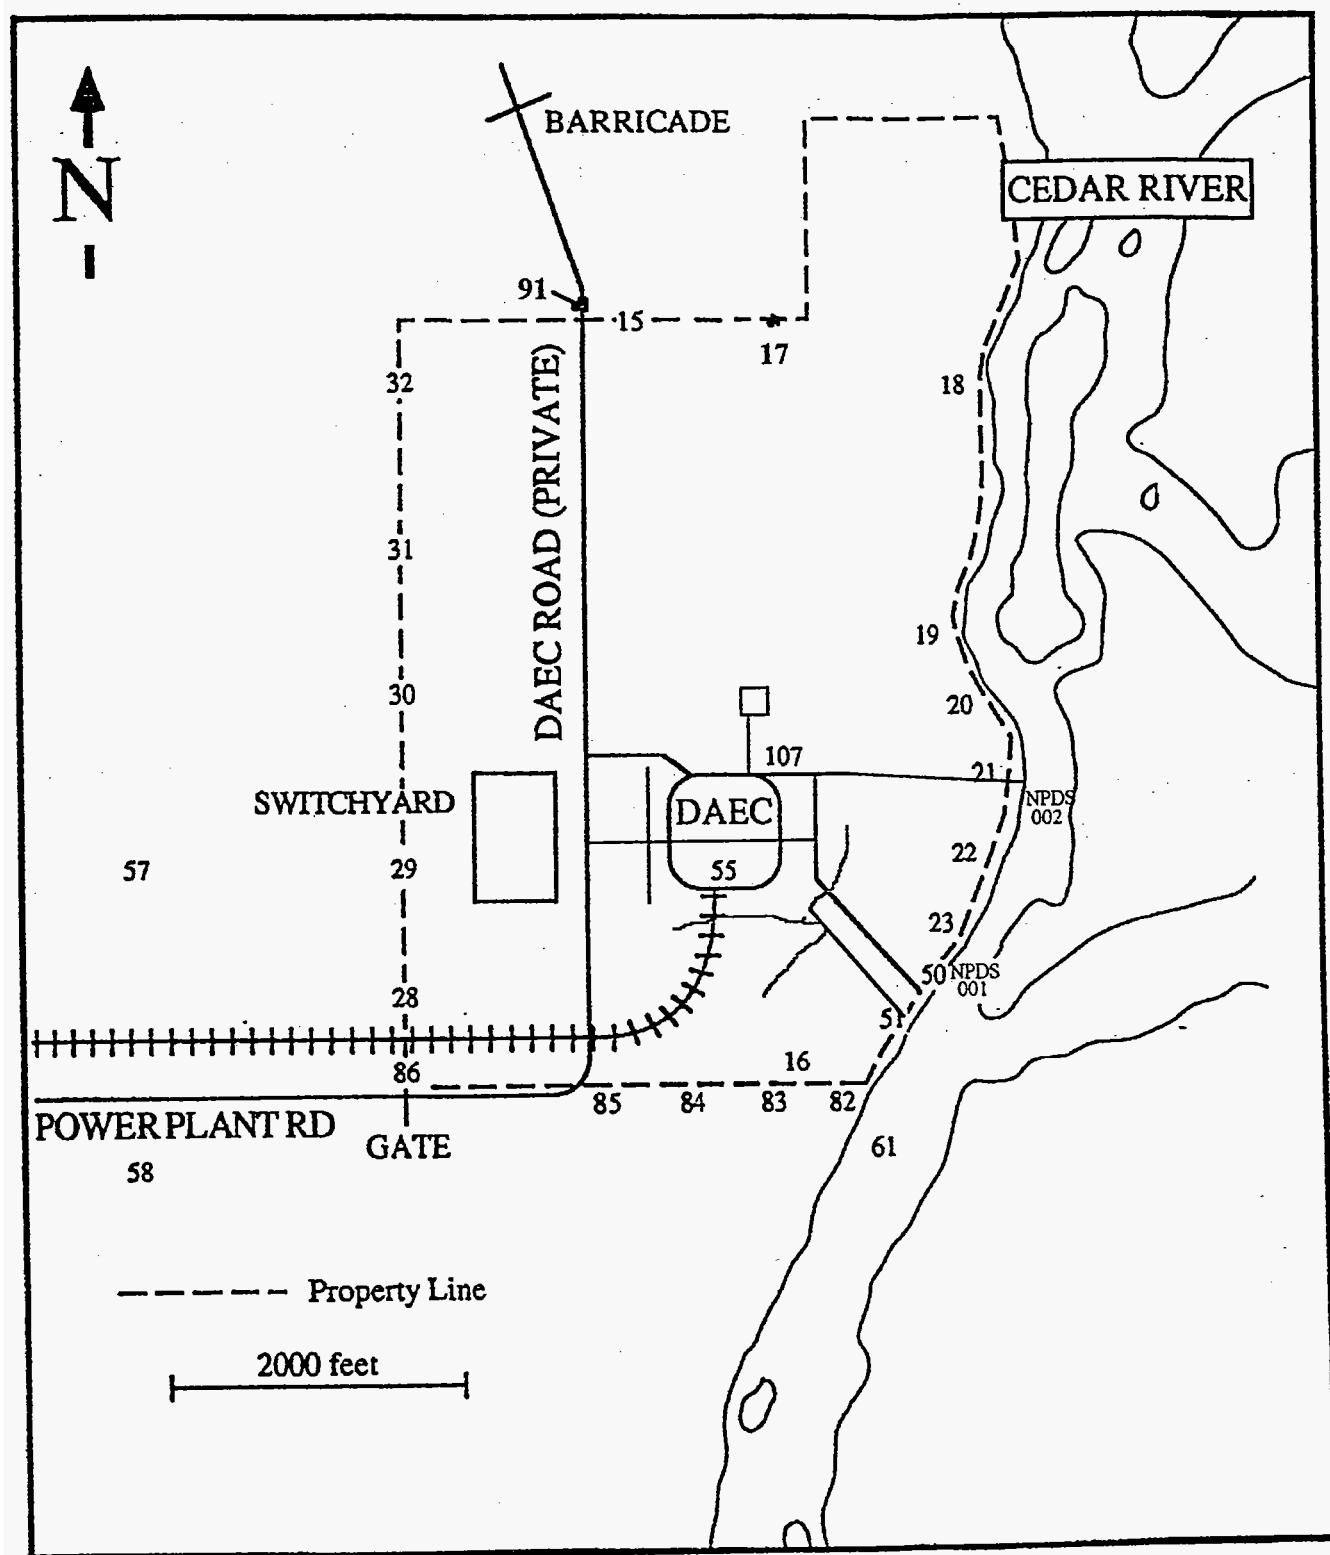 BARRICADE
N
CEDAR RIVER
91
15
17
32
18
DAEC ROAD (PRIVATE)
31
19
30
20
107
21
SWITCHYARD
DAEC
NPDS
002
57
29
55
22
23
50
NPDS
001
28
51
16
86
85
84
83
82
POWER PLANT RD
GATE
61
58
Property Line
2000 feet